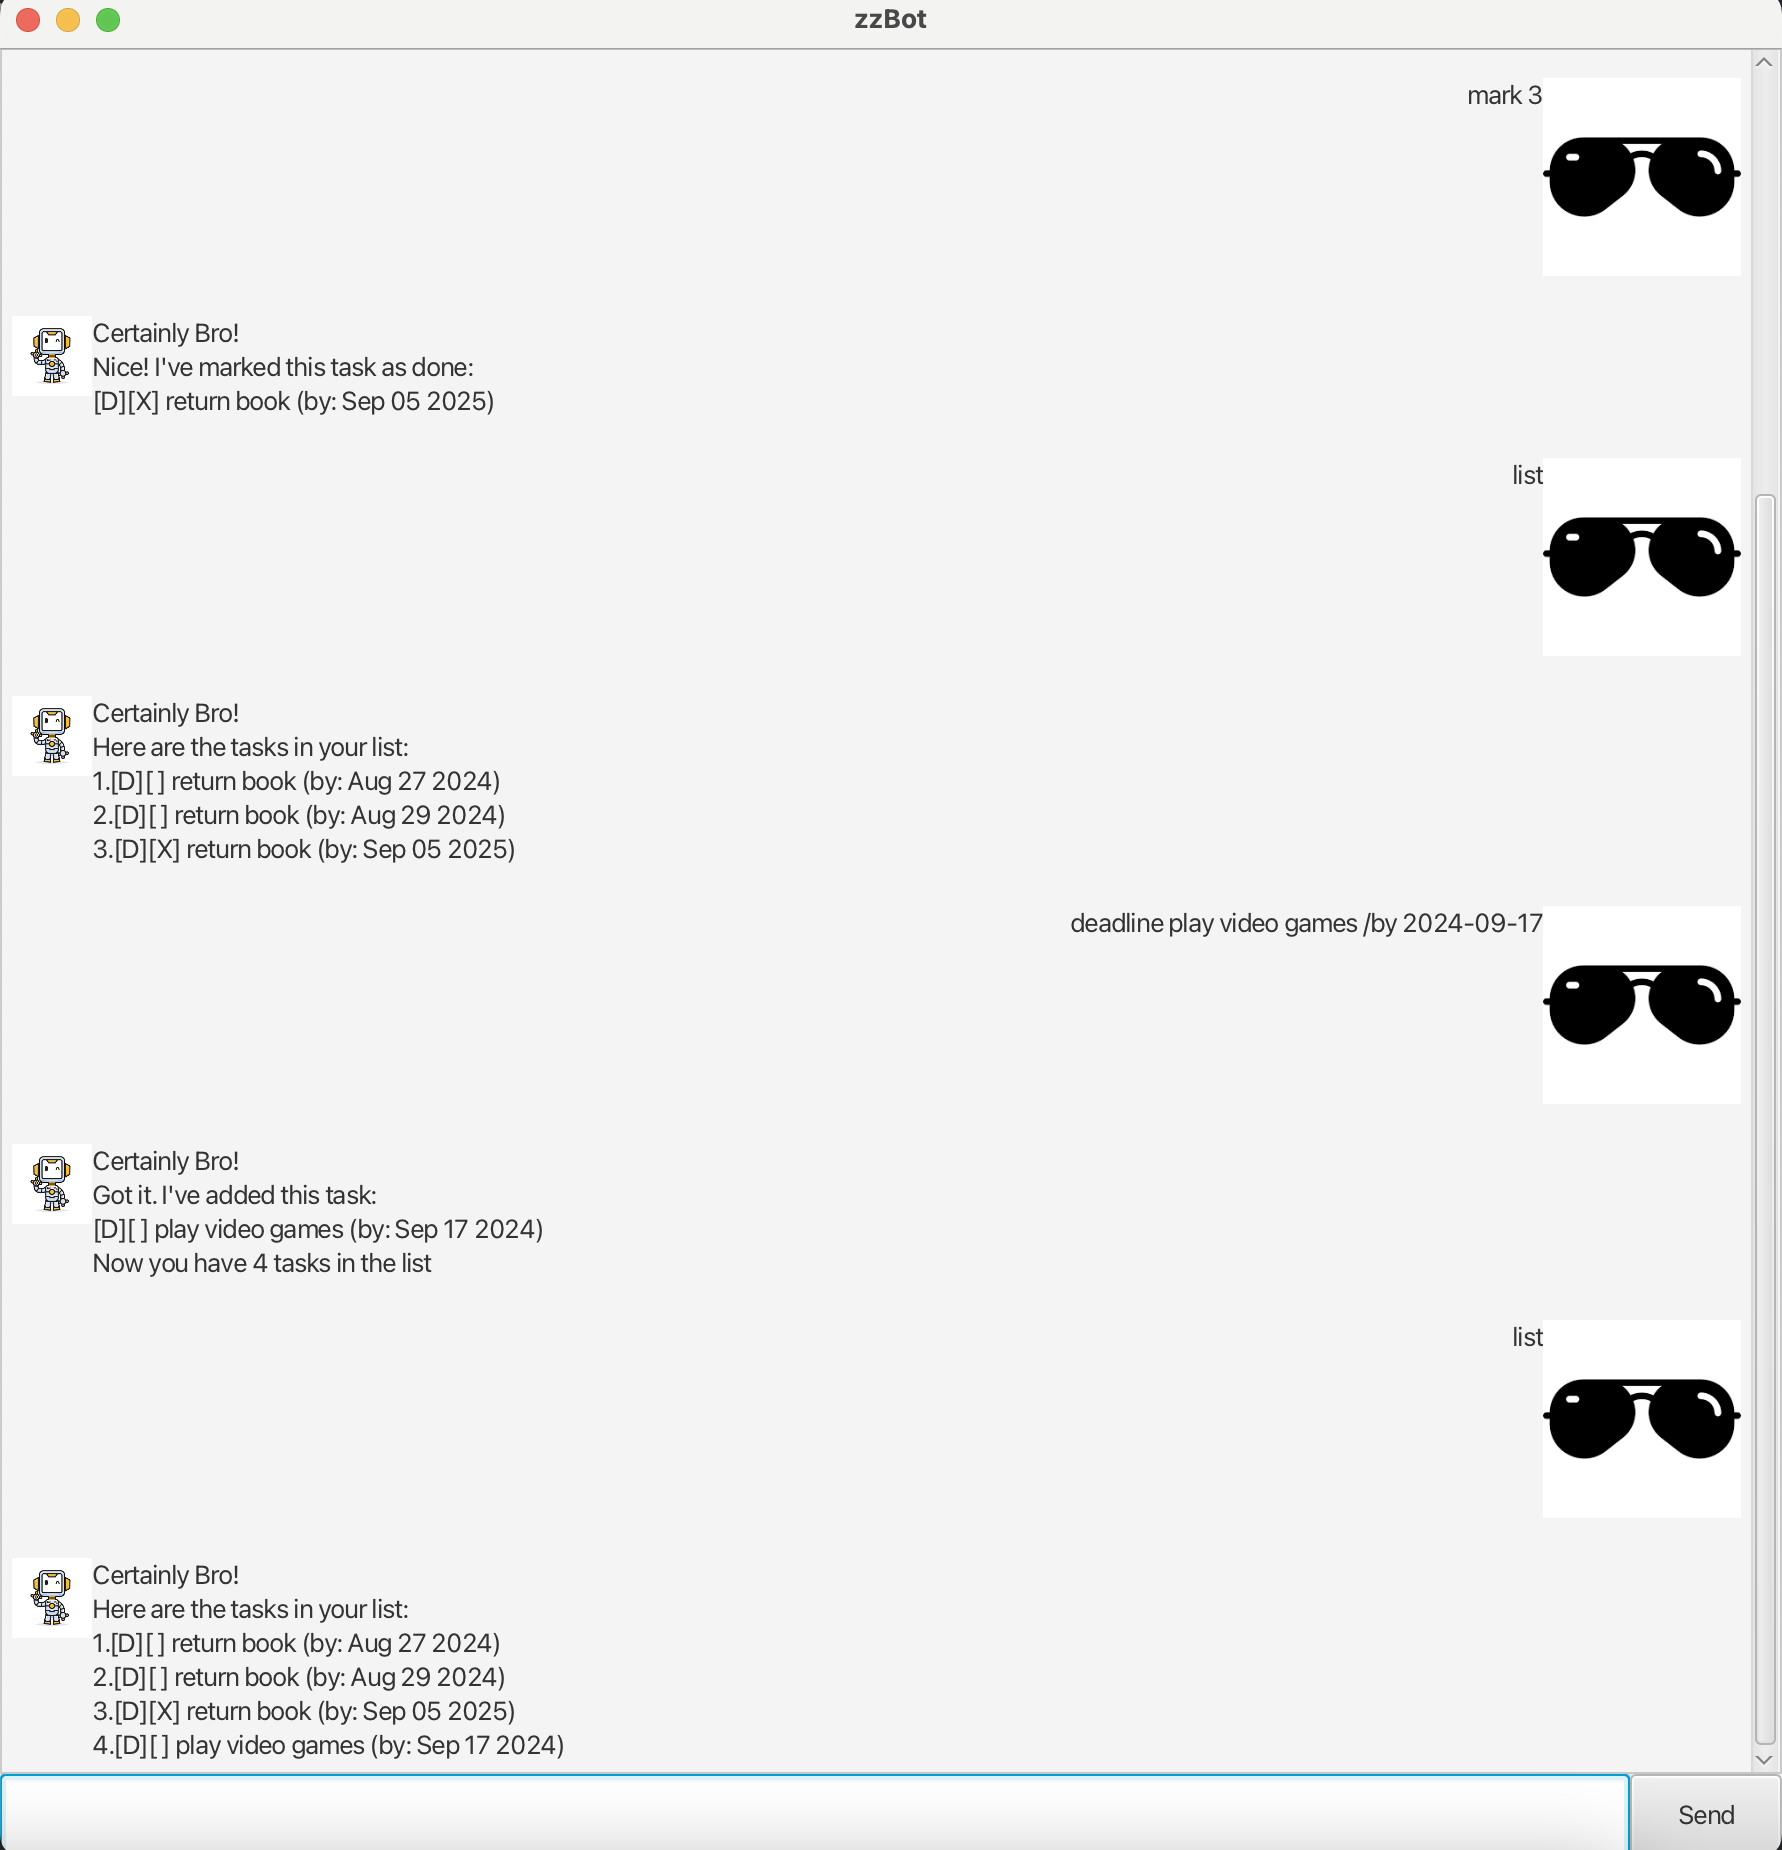 zzBot
mark 3
Certainly Bro!
Nice! I've marked this task as done:
[D][X] return book (by: Sep 05 2025)
list
Certainly Bro!
Here are the tasks in your list:
1.[D][ ] return book (by: Aug 27 2024)
2.[D][ ] return book (by: Aug 29 2024)
3.[D][X] return book (by: Sep 05 2025)
deadline play video games /by 2024-09-17
Certainly Bro!
Got it. I've added this task:
[D][ ] play video games (by: Sep 17 2024)
Now you have 4 tasks in the list
list
Certainly Bro!
Here are the tasks in your list:
1.[D][ ] return book (by: Aug 27 2024)
2.[D][ ] return book (by: Aug 29 2024)
3.[D][X] return book (by: Sep 05 2025)
4.[D][ ] play video games (by: Sep 17 2024)
Send